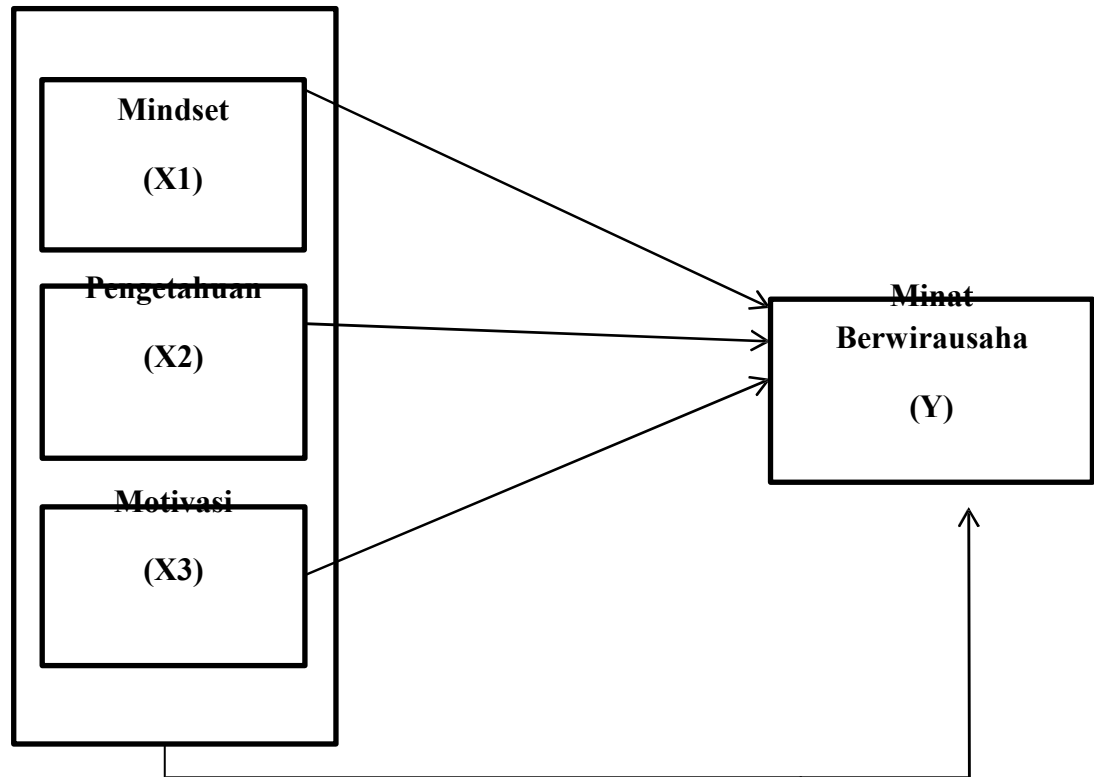 Mindset
(X1)
Pengetahuan
(X2)
Motivasi
(X3)
Minat
Berwirausaha
(Y)